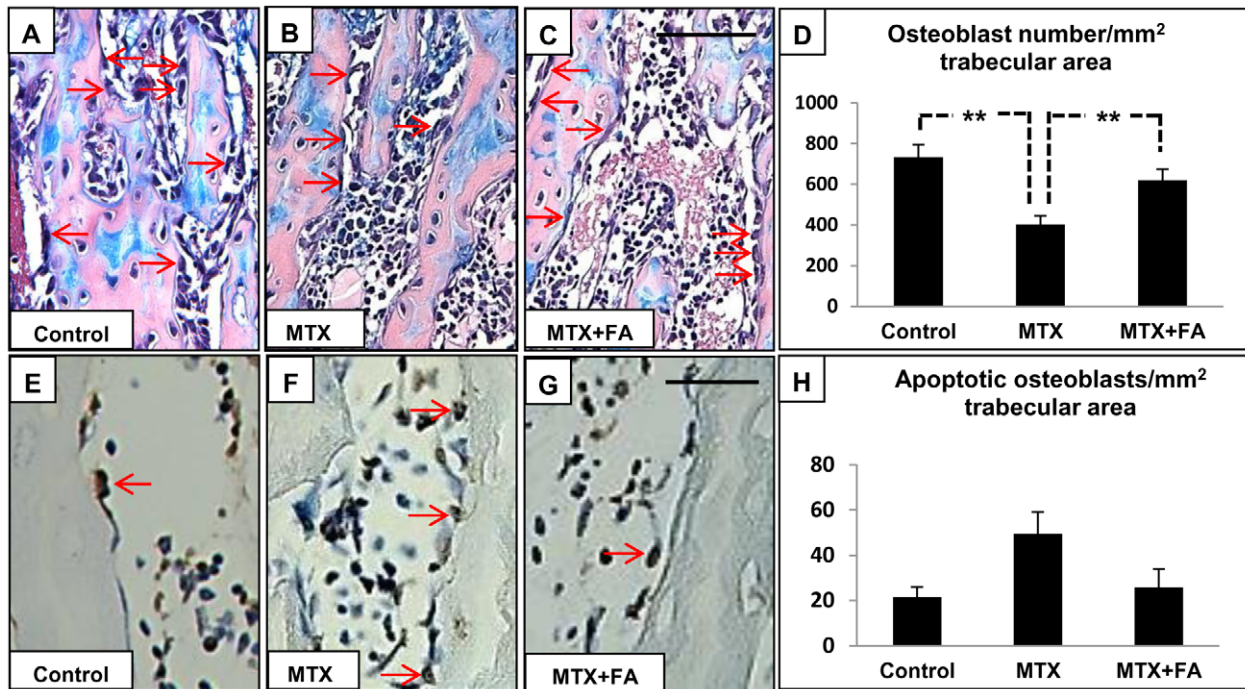 A
B
C
Control
MTX
MTX+FA
D
Osteoblast number/mm²
trabecular area
1000
800
600
400
200
0
**
**
Control
MTX
MTX+FA
E
F
G
Control
MTX
MTX+FA
H
Apoptotic osteoblasts/mm²
trabecular area
80
60
40
20
0
Control
MTX
MTX+FA